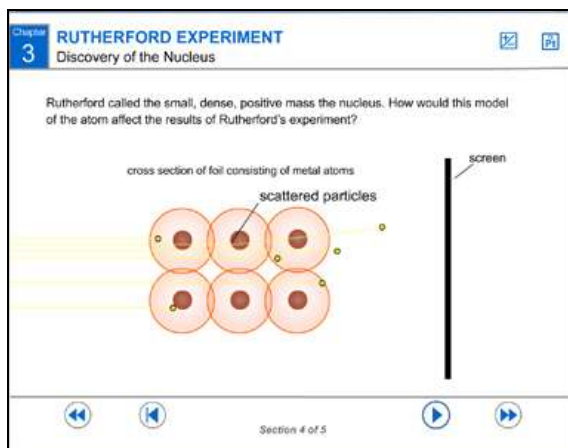 Chapter
3
RUTHERFORD EXPERIMENT
Discovery of the Nucleus
Pt
Rutherford called the small, dense, positive mass the nucleus. How would this model
of the atom affect the results of Rutherford's experiment?
screen
cross section of foil consisting of metal atoms
scattered particles
Section 4 of 5